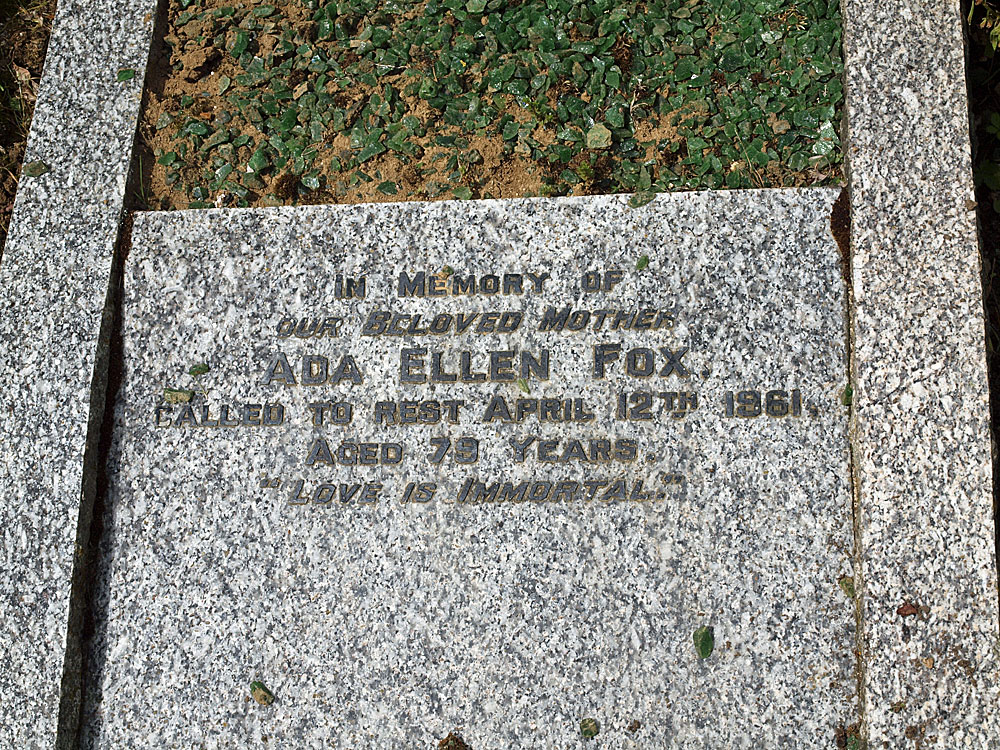 IN MEMORY OF
OUR BELOVED MOTHER
ADA ELLEN FOX.
CALLED TO REST APRIL 12TH 1961.
AGED 79 YEARS.
"LOVE IS IMMORTAL."